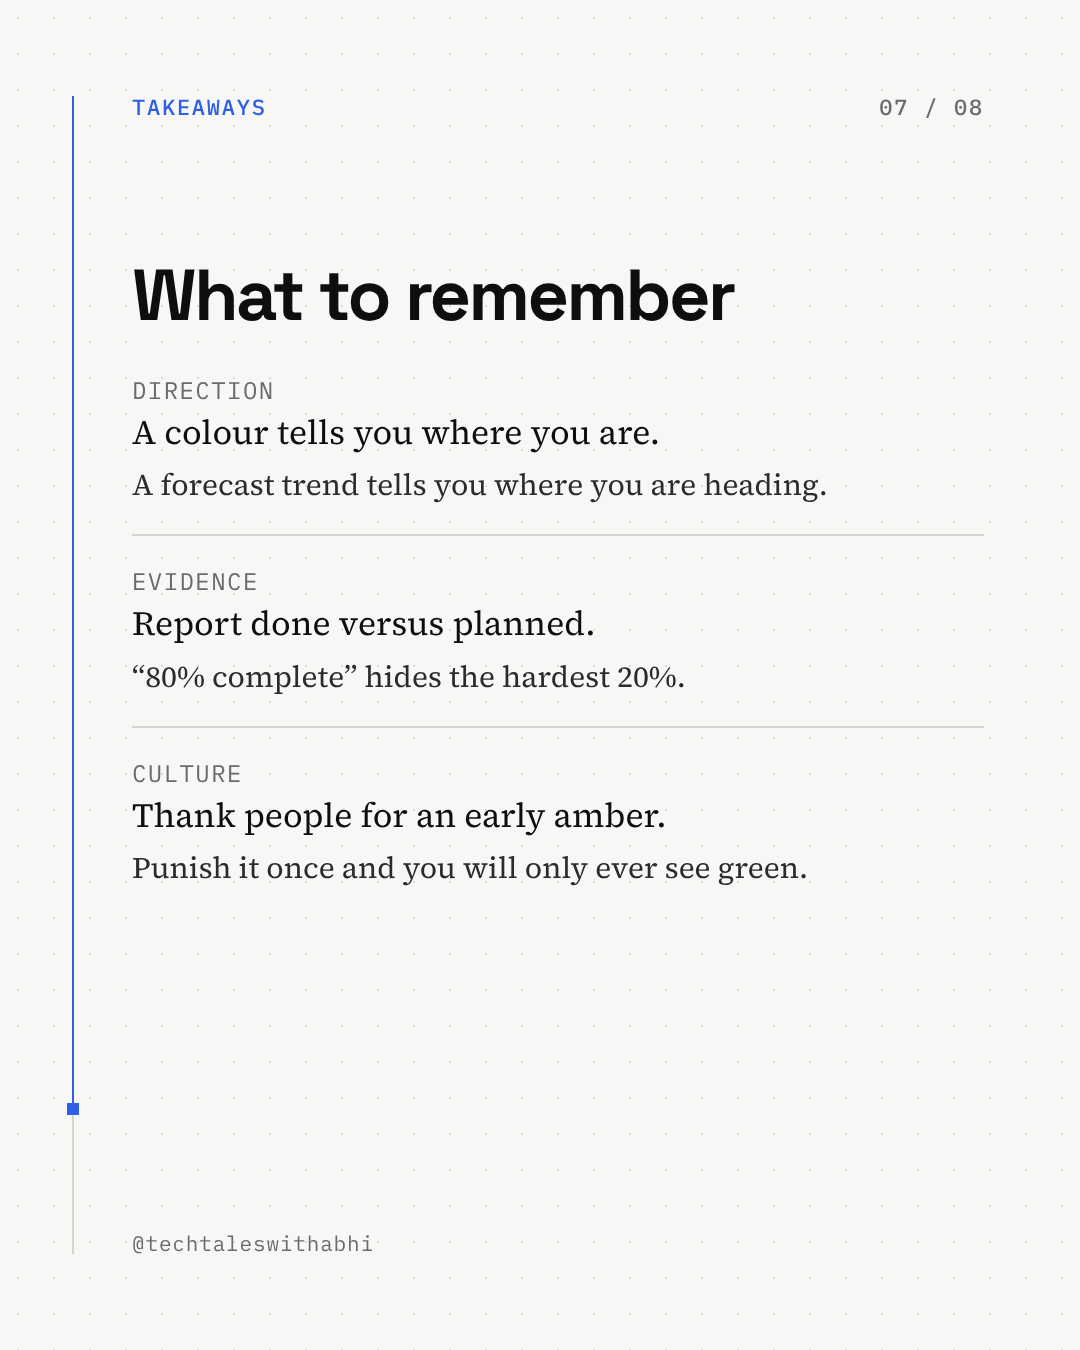 TAKEAWAYS
07 / 08
What to remember
DIRECTION
A colour tells you where you are.
A forecast trend tells you where you are heading.
EVIDENCE
Report done versus planned.
“80% complete” hides the hardest 20%.
CULTURE
Thank people for an early amber.
Punish it once and you will only ever see green.
@techtaleswithabhi